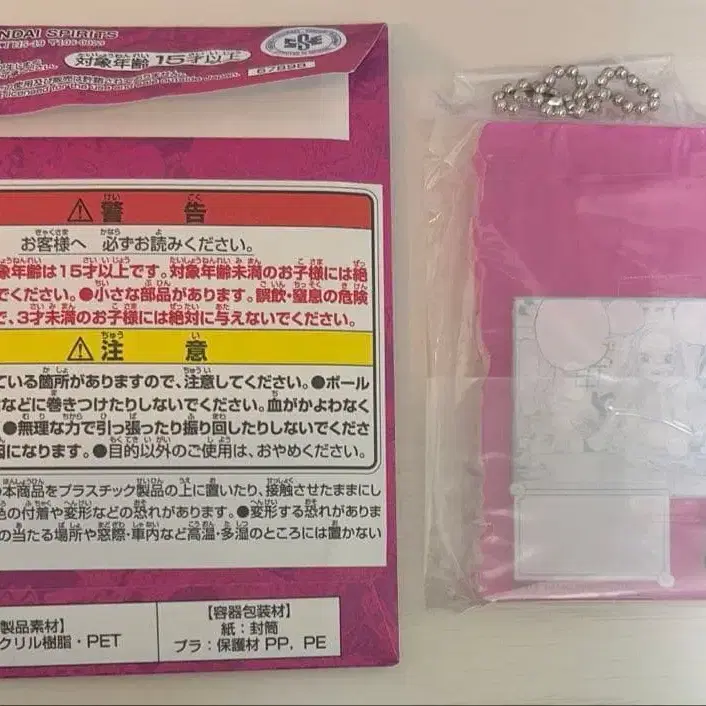 NDAI SPIRITS
対象年齢 15才以上
67899
警告
お客様へ 必ずお読みください。
象年齢は15才以上です。対象年齢未満のお子様には絶
でください。●小さな部品があります。誤飲・窒息の危険
で、3才未満のお子様には絶対に与えないでください。
注意
ている箇所がありますので、注意してください。●ボール
などに巻きつけたりしないでください。血がかよわなく
●無理な力で引っ張ったり振り回したりしないでくださ
因になります。●目的以外のご使用は、おやめください。
本商品をプラスチック製品の上に置いたり、接触させたままにし
色の付着や変形などの恐れがあります。●変形する恐れがありま
の当たる場所や窓際・車内など高温・多湿のところには置かない
製品素材】
クリル樹脂・PET
【容器包装材】
紙:封筒
プラ:保護材 PP, PE